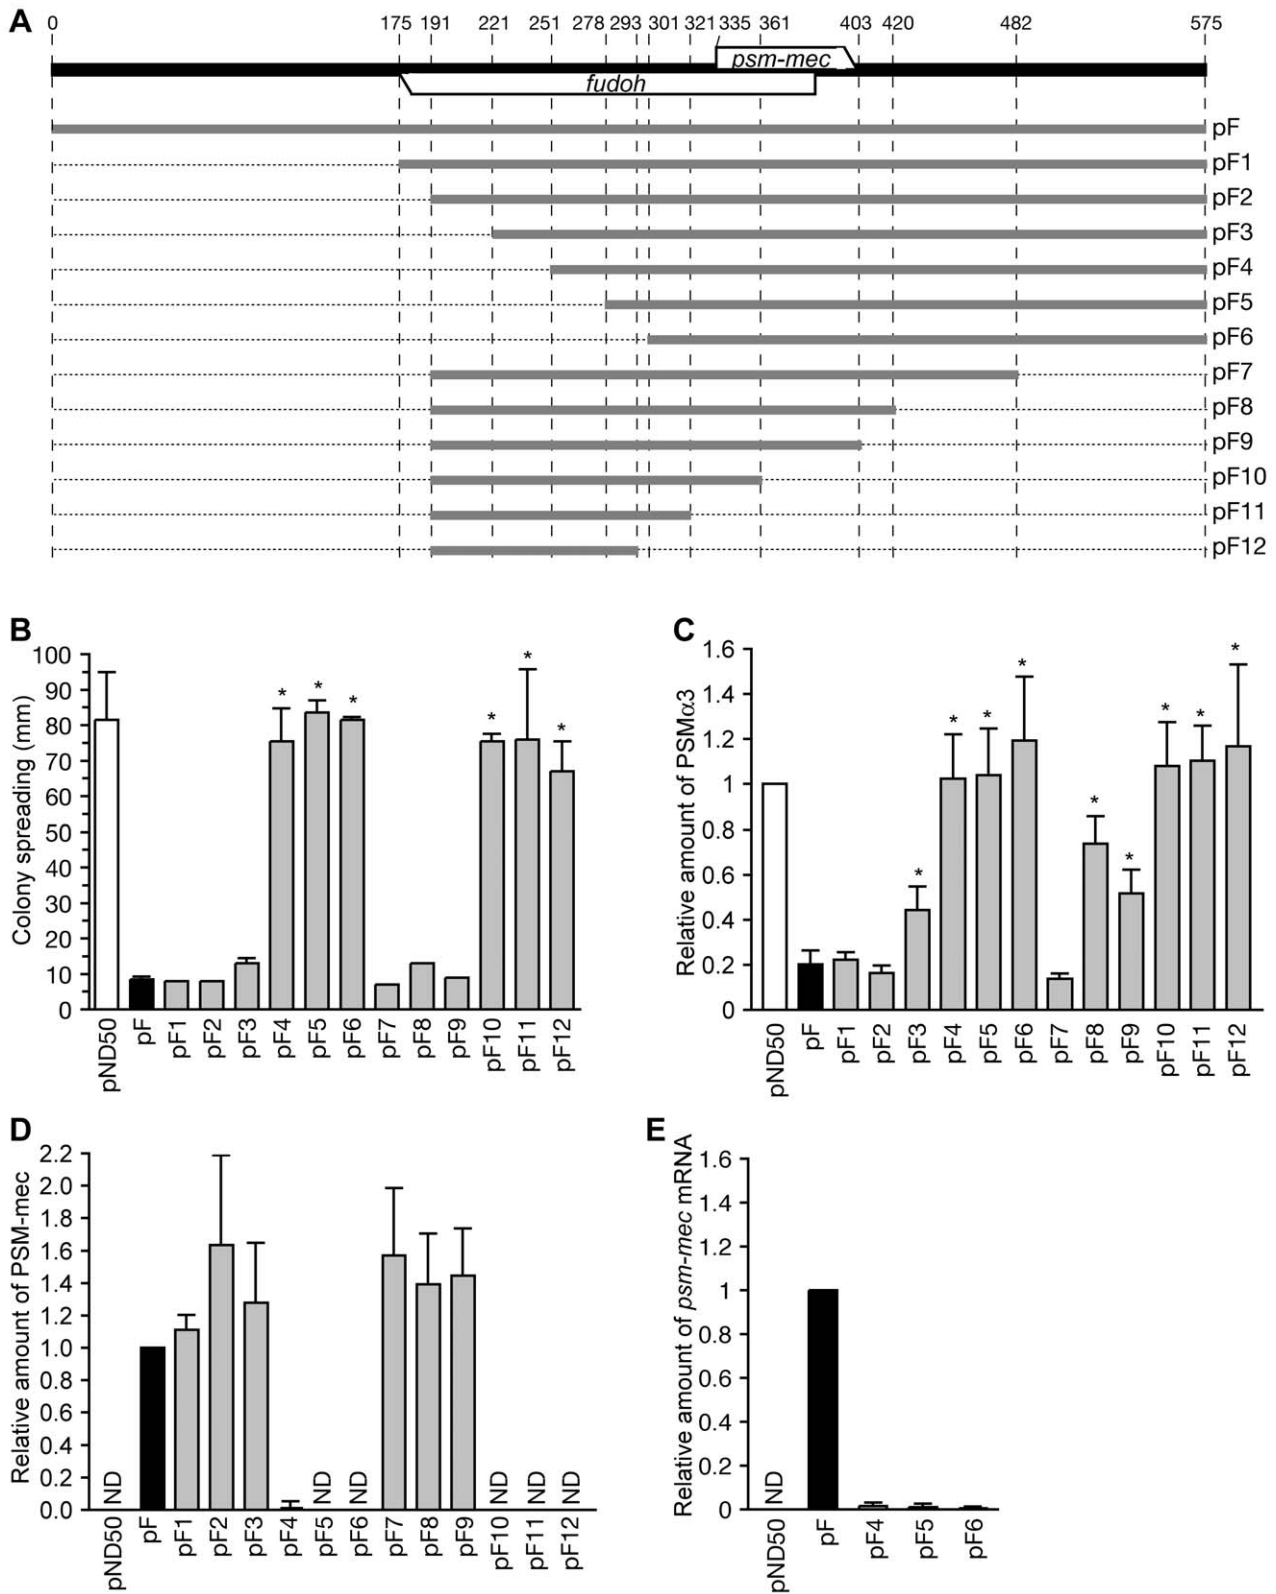 A
0 175 191 221 251 278 293 301 321 335 361 403 420 482 575
psm-mec
fudoh
pF
pF1
pF2
pF3
pF4
pF5
pF6
pF7
pF8
pF9
pF10
pF11
pF12
B
Colony spreading (mm)
100
90
80
70
60
50
40
30
20
10
0
* * * * * *
pND50 pF pF1 pF2 pF3 pF4 pF5 pF6 pF7 pF8 pF9 pF10 pF11 pF12
C
Relative amount of PSMα3
1.6
1.4
1.2
1
0.8
0.6
0.4
0.2
0
* * * * * * * * *
pND50 pF pF1 pF2 pF3 pF4 pF5 pF6 pF7 pF8 pF9 pF10 pF11 pF12
D
Relative amount of PSM-mec
2.2
2.0
1.8
1.6
1.4
1.2
1.0
0.8
0.6
0.4
0.2
0.0
ND ND ND ND ND ND
pND50 pF pF1 pF2 pF3 pF4 pF5 pF6 pF7 pF8 pF9 pF10 pF11 pF12
E
Relative amount of psm-mec mRNA
1.6
1.4
1.2
1
0.8
0.6
0.4
0.2
0
ND
pND50 pF pF4 pF5 pF6